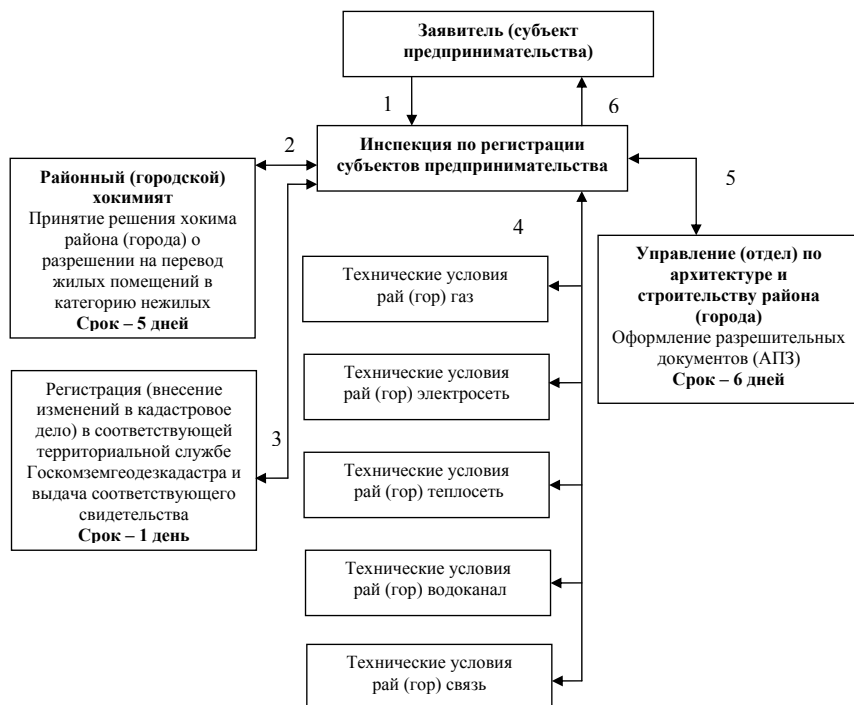 Заявитель (субъект
предпринимательства)
1
6
Инспекция по регистрации
субъектов предпринимательства
2
Районный (городской)
хокимият
Принятие решения хокима
района (города) о
разрешении на перевод
жилых помещений в
категорию нежилых
Срок – 5 дней
3
Регистрация (внесение
изменений в кадастровое
дело) в соответствующей
территориальной службе
Госкомземгеодезкадастра и
выдача соответствующего
свидетельства
Срок – 1 день
4
Технические условия
рай (гор) газ
Технические условия
рай (гор) электросеть
Технические условия
рай (гор) теплосеть
Технические условия
рай (гор) водоканал
Технические условия
рай (гор) связь
5
Управление (отдел) по
архитектуре и
строительству района
(города)
Оформление разрешительных
документов (АПЗ)
Срок – 6 дней